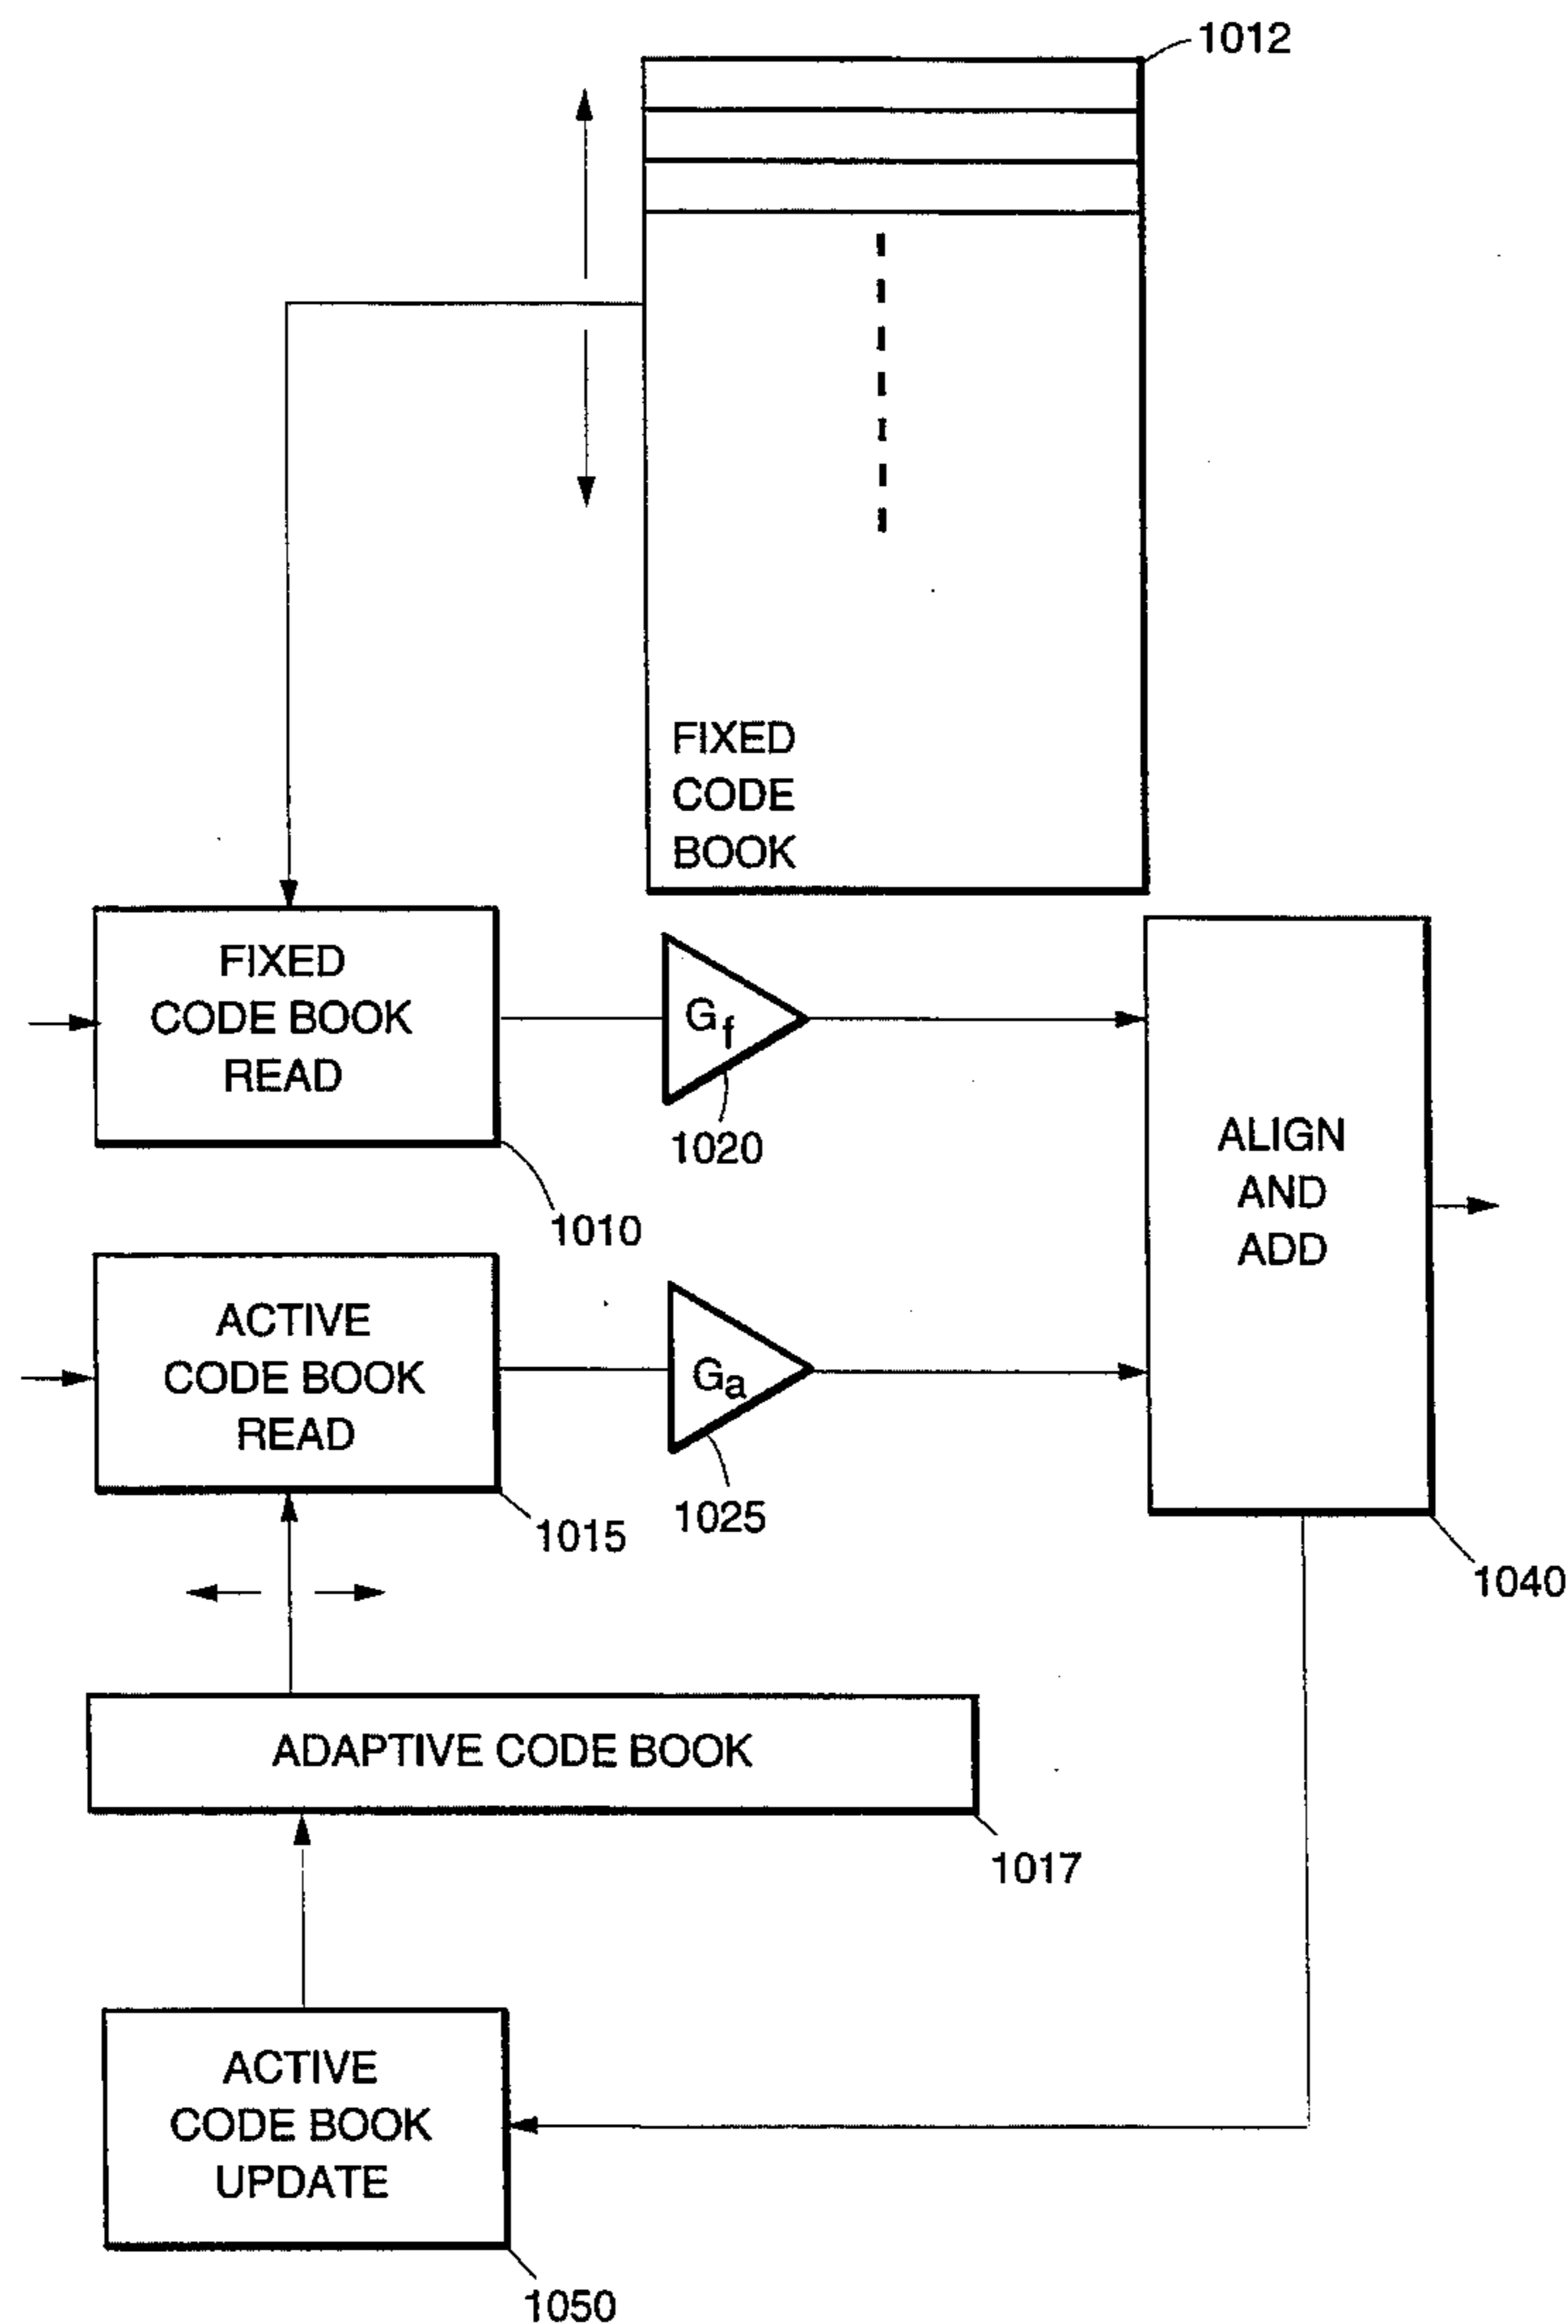 1012
FIXED
CODE
BOOK
FIXED
CODE BOOK
READ
Gf
1020
1010
ALIGN
AND
ADD
ACTIVE
CODE BOOK
READ
Ga
1025
1015
1040
ADAPTIVE CODE BOOK
1017
ACTIVE
CODE BOOK
UPDATE
1050